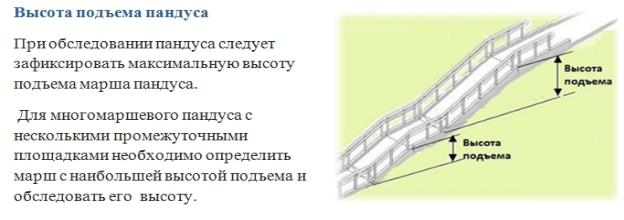 Высота подъема пандуса
При обследовании пандуса следует
зафиксировать максимальную высоту
подъема марша пандуса.
Для многомаршевого пандуса с
несколькими промежуточными
площадками необходимо определить
марш с наибольшей высотой подъема и
обследовать его высоту.
Высота
подъема
Высота
подъема